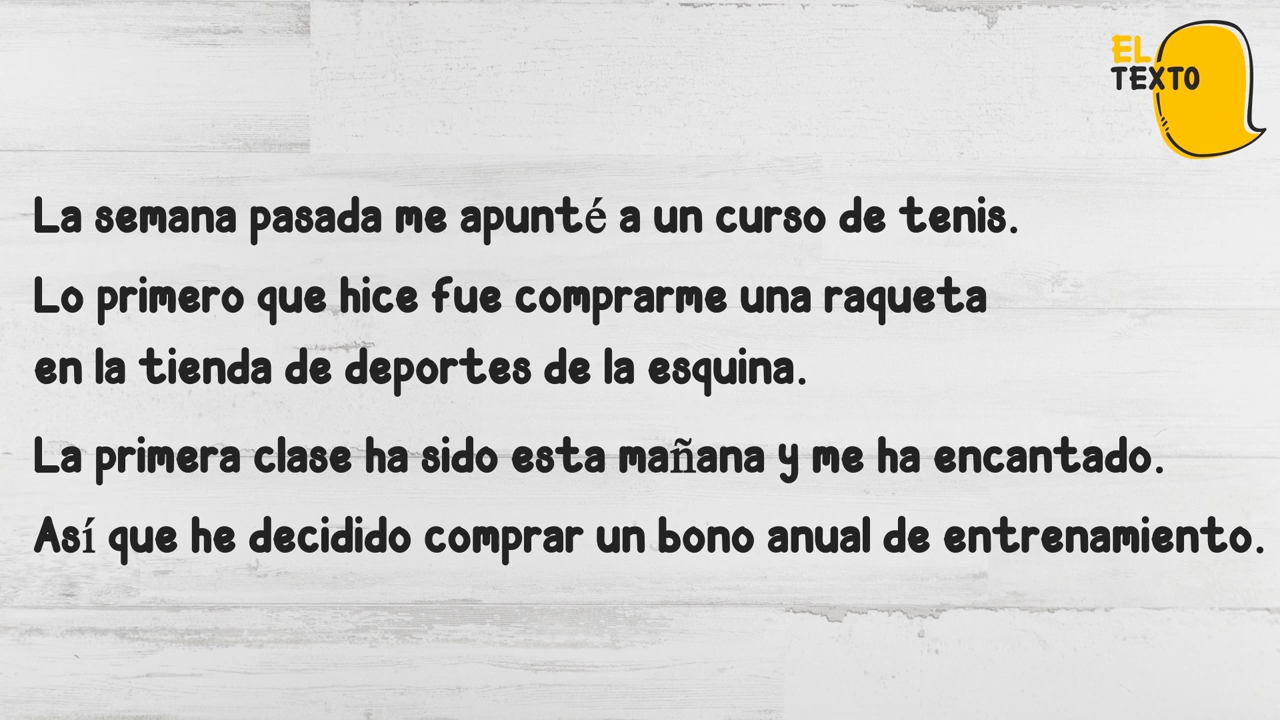 EL
TEXTO
La semana pasada me apunté a un curso de tenis.
Lo primero que hice fue comprarme una raqueta
en la tienda de deportes de la esquina.
La primera clase ha sido esta mañana y me ha encantado.
Así que he decidido comprar un bono anual de entrenamiento.